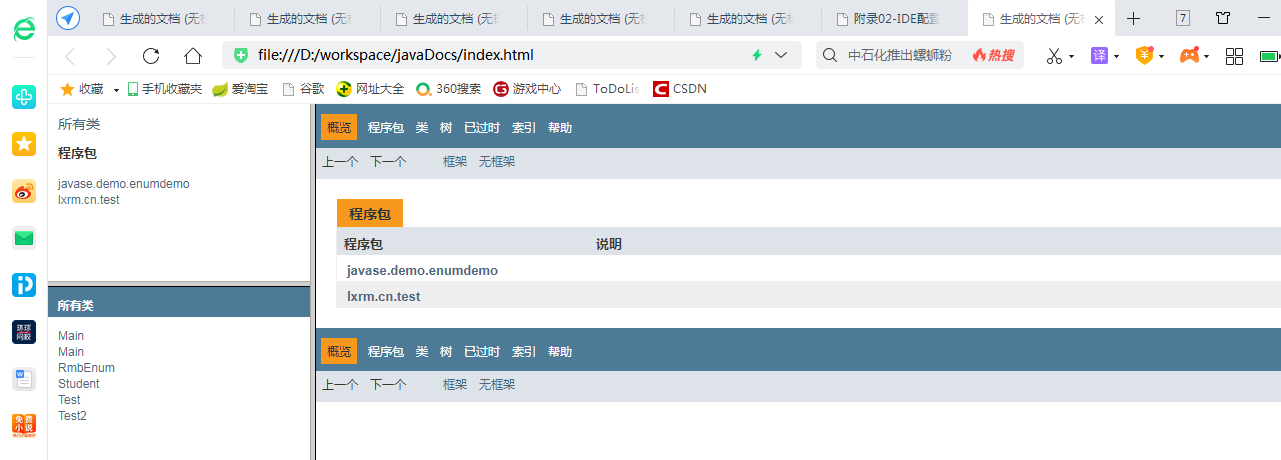 生成的文档 (无标 生成的文档 (无标 生成的文档 (无标 生成的文档 (无标 生成的文档 (无标 附录02-IDE配置 生成的文档 (无标 7
file:///D:/workspace/javaDocs/index.html 中石化推出螺蛳粉 热搜 译
收藏 手机收藏夹 爱淘宝 谷歌 网址大全 360搜索 游戏中心 ToDoLis CSDN
所有类
程序包
javase.demo.enumdemo
lxrm.cn.test
所有类
Main
Main
RmbEnum
Student
Test
Test2
概览 程序包 类 树 已过时 索引 帮助
上一个 下一个 框架 无框架
程序包
程序包 说明
javase.demo.enumdemo
lxrm.cn.test
概览 程序包 类 树 已过时 索引 帮助
上一个 下一个 框架 无框架
环球
网校
免费
小说